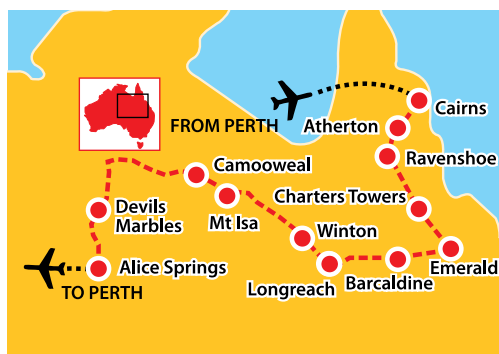 Cairns
FROM PERTH
Atherton
Ravenshoe
Camooweal
Charters Towers
Mt Isa
Devils
Marbles
Winton
Emerald
Alice Springs
Barcaldine
Longreach
TO PERTH